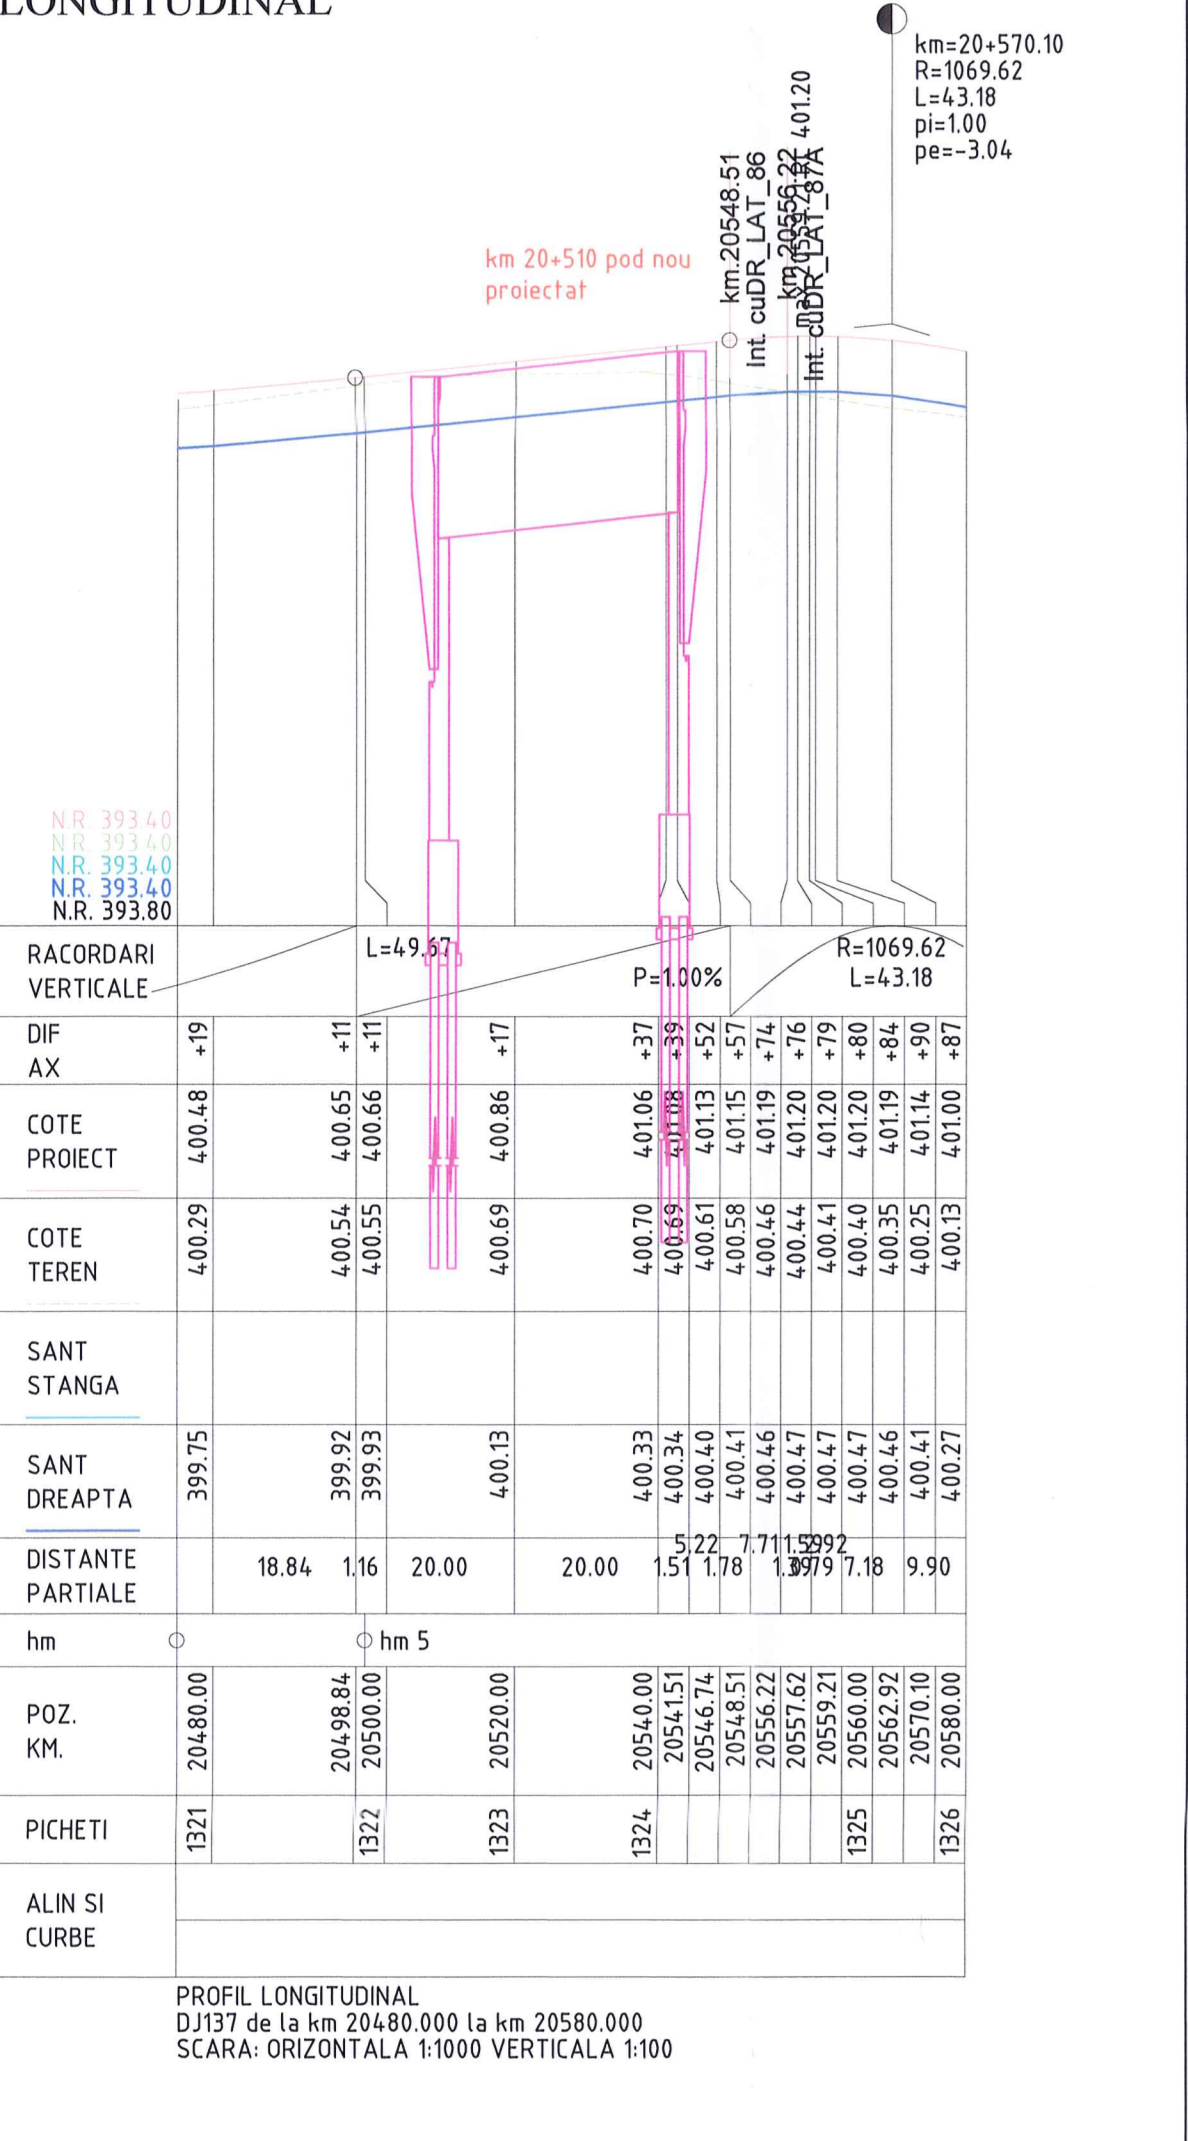 LONGITUDINAL
km=20+570.10
R=1069.62
L=43.18
pi=1.00
pe=-3.04
km 20+510 pod nou
proiectat
km.20548.51
Int. cuDR_LAT_86
km.20556.22
401.20
Int. cuDR_LAT_87A
N.R. 393.40
N.R. 393.40
N.R. 393.40
N.R. 393.40
N.R. 393.80
RACORDARI
VERTICALE
L=49.67
P=1.00%
R=1069.62
L=43.18
DIF
AX
+19 +11 +11 +17 +37 +39 +52 +57 +74 +76 +79 +80 +84 +90 +87
COTE
PROIECT
400.48 400.65 400.66 400.86 401.06 401.08 401.13 401.15 401.19 401.20 401.20 401.20 401.19 401.14 401.00
COTE
TEREN
400.29 400.54 400.55 400.69 400.70 400.69 400.61 400.58 400.46 400.44 400.41 400.40 400.35 400.25 400.13
SANT
STANGA
SANT
DREAPTA
399.75 399.92 399.93 400.13 400.33 400.34 400.40 400.41 400.46 400.47 400.47 400.47 400.46 400.41 400.27
DISTANTE
PARTIALE
5.22 7.71 1.59 2.92
18.84 1.16 20.00 20.00 1.51 1.78 1.39 0.79 7.18 9.90
hm
hm 5
POZ.
KM.
20480.00 20498.84 20500.00 20520.00 20540.00 20541.51 20546.74 20548.51 20556.22 20557.62 20559.21 20560.00 20562.92 20570.10 20580.00
PICHETI
1321 1322 1323 1324 1325 1326
ALIN SI
CURBE
PROFIL LONGITUDINAL
DJ137 de la km 20480.000 la km 20580.000
SCARA: ORIZONTALA 1:1000 VERTICALA 1:100